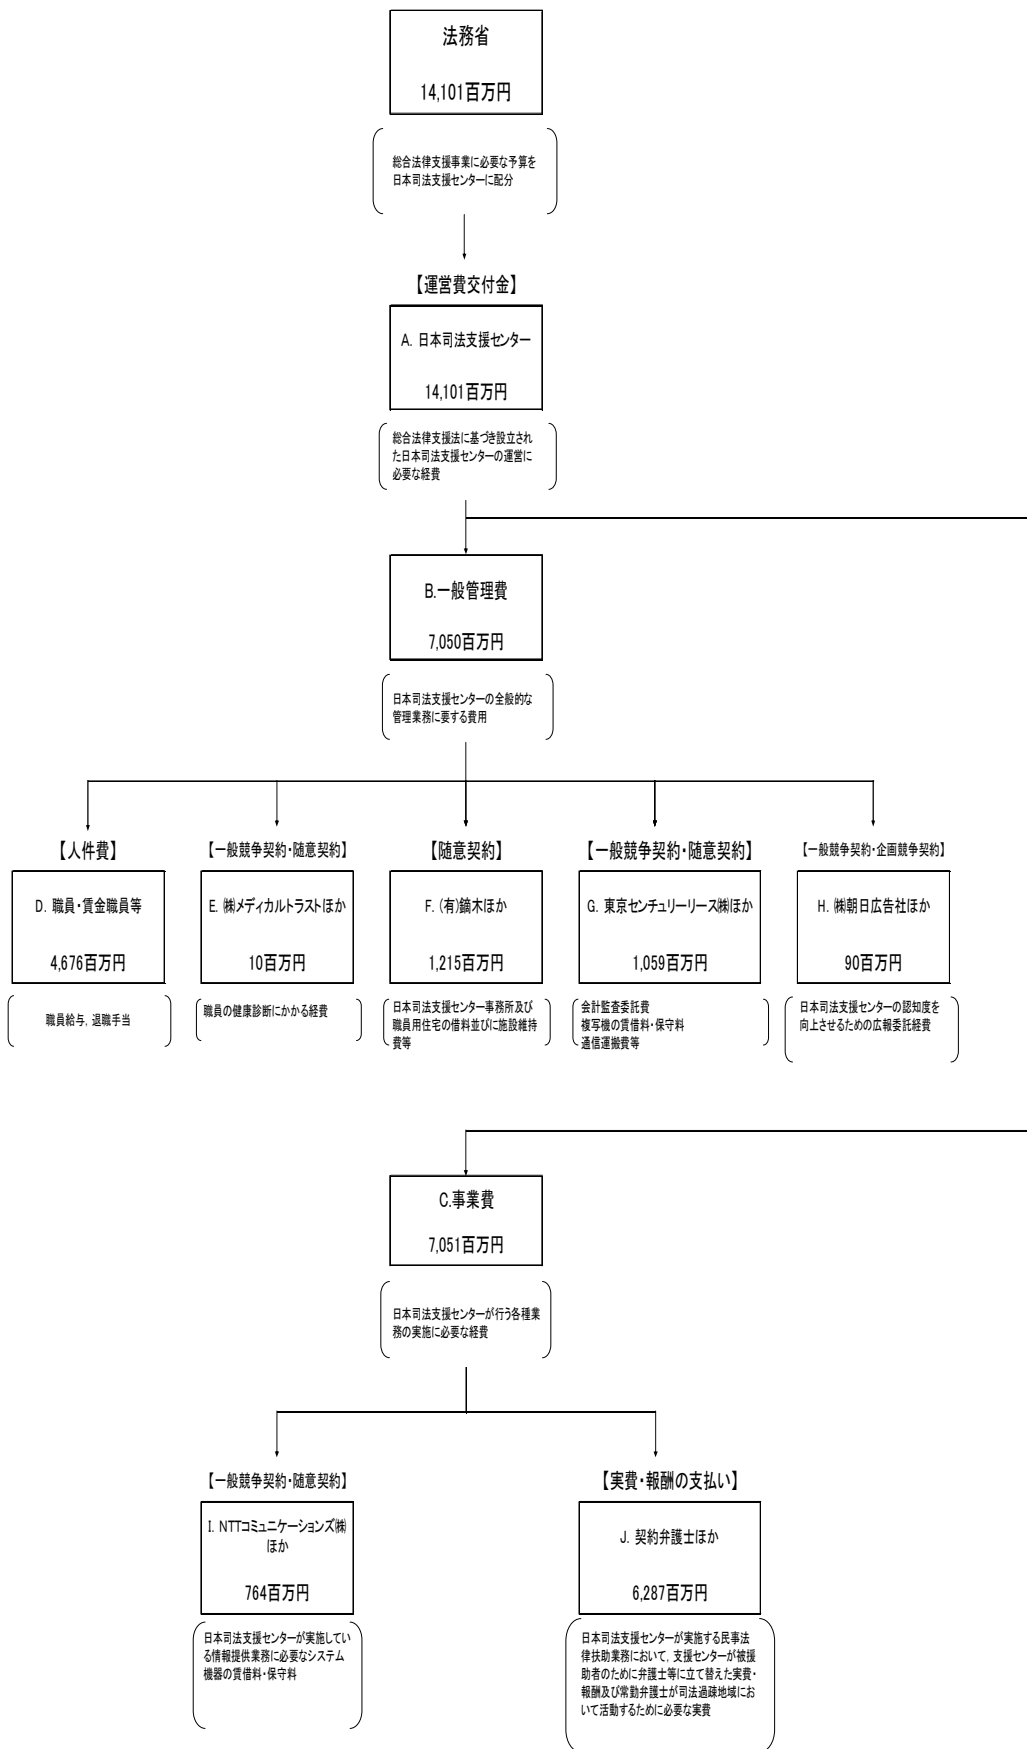 法務省
14,101百万円
総合法律支援事業に必要な予算を
日本司法支援センターに配分
【運営費交付金】
A. 日本司法支援センター
14,101百万円
総合法律支援法に基づき設立され
た日本司法支援センターの運営に
必要な経費
B.一般管理費
7,050百万円
日本司法支援センターの全般的な
管理業務に要する費用
【人件費】
D. 職員・賃金職員等
4,676百万円
職員給与, 退職手当
【一般競争契約・随意契約】
E. ㈱メディカルトラストほか
10百万円
職員の健康診断にかかる経費
【随意契約】
F. (有)鏑木ほか
1,215百万円
日本司法支援センター事務所及び
職員用住宅の借料並びに施設維持
費等
【一般競争契約・随意契約】
G. 東京センチュリーリース㈱ほか
1,059百万円
会計監査委託費
複写機の賃借料・保守料
通信運搬費等
【一般競争契約・企画競争契約】
H. ㈱朝日広告社ほか
90百万円
日本司法支援センターの認知度を
向上させるための広報委託経費
C.事業費
7,051百万円
日本司法支援センターが行う各種業
務の実施に必要な経費
【一般競争契約・随意契約】
I. NTTコミュニケーションズ㈱
ほか
764百万円
日本司法支援センターが実施してい
る情報提供業務に必要なシステム
機器の賃借料・保守料
【実費・報酬の支払い】
J. 契約弁護士ほか
6,287百万円
日本司法支援センターが実施する民事法
律扶助業務において, 支援センターが被援
助者のために弁護士等に立て替えた実費・
報酬及び常勤弁護士が司法過疎地域にお
いて活動するために必要な実費